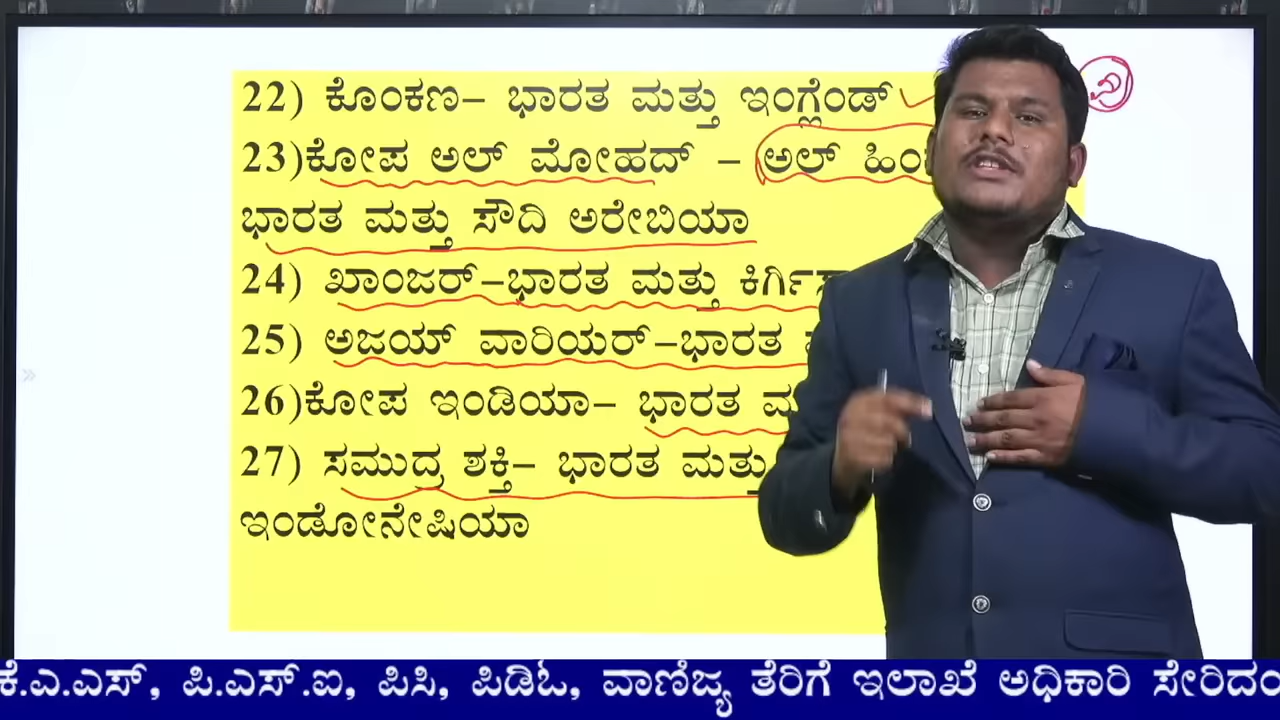 22) ಕೊಂಕಣ– ಭಾರತ ಮತ್ತು ಇಂಗ್ಲೆಂಡ್
23)ಕೋಪ ಅಲ್ ಮೋಹದ್ – ಅಲ್
ಭಾರತ ಮತ್ತು ಸೌದಿ ಅರೇಬಿಯಾ
24) ಖಾಂಜರ್–ಭಾರತ ಮತ್ತು
25) ಅಜಯ್ ವಾರಿಯರ್–ಭಾರತ
26)ಕೋಪ ಇಂಡಿಯಾ– ಭಾರತ
27) ಸಮುದ್ರ ಶಕ್ತಿ– ಭಾರತ ಮತ್ತು
ಇಂಡೋನೇಷಿಯಾ
ಕೆ.ಎ.ಎಸ್, ಪಿ.ಎಸ್.ಐ, ಪಿಸಿ, ಪಿಡಿಓ, ವಾಣಿಜ್ಯ ತೆರಿಗೆ ಇಲಾಖೆ ಅಧಿಕಾರಿ